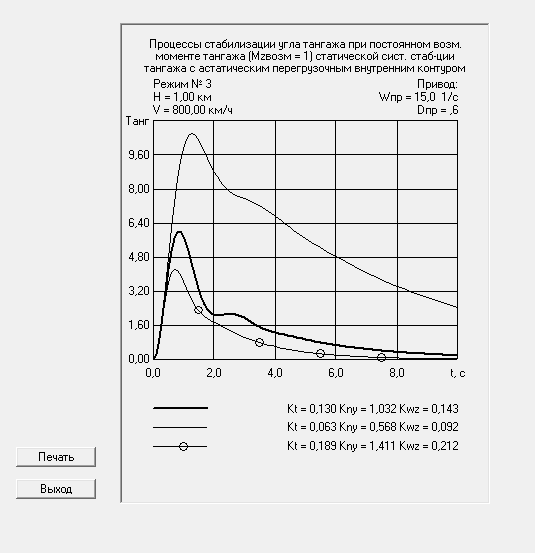 Процессы стабилизации угла тангажа при постоянном возм.
моменте тангажа (Mzвозм = 1) статической сист. стаб-ции
тангажа с астатическим перегрузочным внутренним контуром
Режим № 3 Привод:
H = 1,00 км Wпр = 15,0 1/с
V = 800,00 км/ч Dпр = ,6
Танг
9,60
8,00
6,40
4,80
3,20
1,60
0,00
0,0 2,0 4,0 6,0 8,0 t, с
Kt = 0,130 Kny = 1,032 Kwz = 0,143
Kt = 0,063 Kny = 0,568 Kwz = 0,092
Kt = 0,189 Kny = 1,411 Kwz = 0,212
Печать
Выход